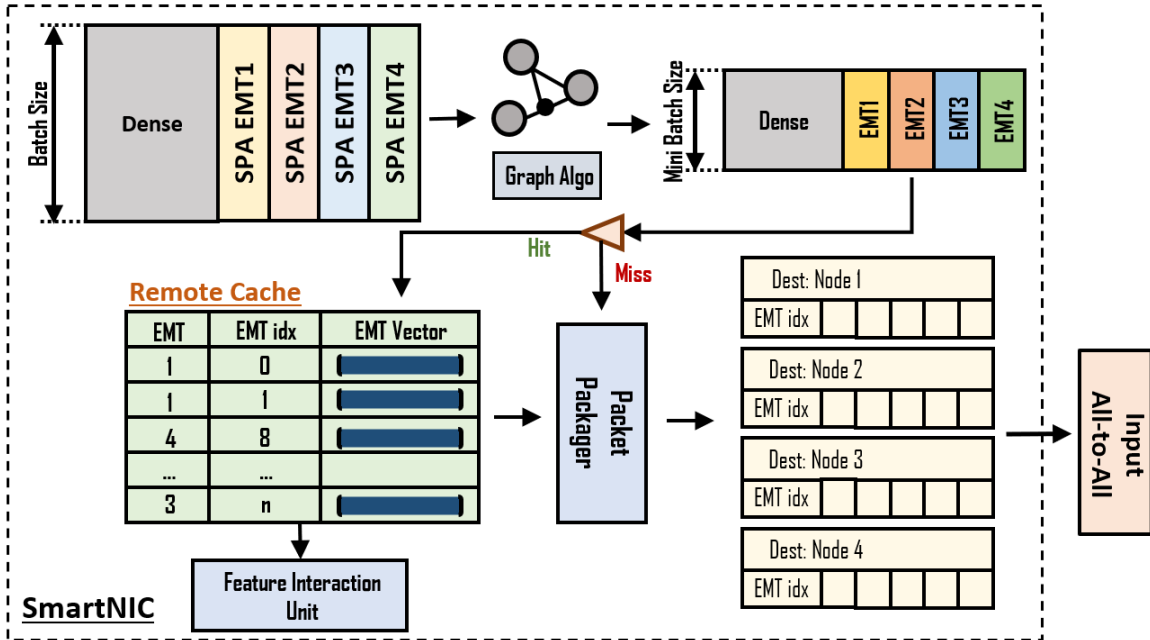 Batch Size
Dense
SPA EMT1
SPA EMT2
SPA EMT3
SPA EMT4
Graph Algo
Mini Batch Size
Dense
EMT1
EMT2
EMT3
EMT4
Hit
Miss
Remote Cache
EMT EMT idx EMT Vector
1 0
1 1
4 8
... ...
3 n
Feature Interaction
Unit
Packet
Packager
Dest: Node 1
EMT idx
Dest: Node 2
EMT idx
Dest: Node 3
EMT idx
Dest: Node 4
EMT idx
Input
All-to-All
SmartNIC